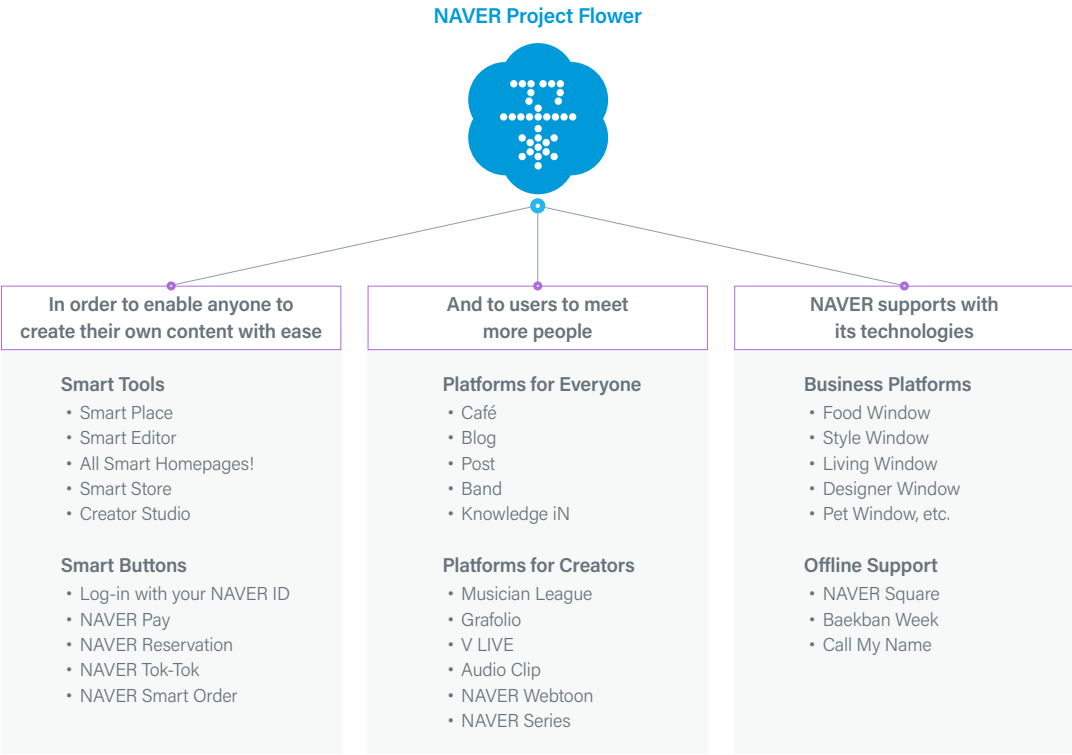 NAVER Project Flower
꽃
In order to enable anyone to
create their own content with ease
Smart Tools
• Smart Place
• Smart Editor
• All Smart Homepages!
• Smart Store
• Creator Studio
Smart Buttons
• Log-in with your NAVER ID
• NAVER Pay
• NAVER Reservation
• NAVER Tok-Tok
• NAVER Smart Order
And to users to meet
more people
Platforms for Everyone
• Café
• Blog
• Post
• Band
• Knowledge iN
Platforms for Creators
• Musician League
• Grafolio
• V LIVE
• Audio Clip
• NAVER Webtoon
• NAVER Series
NAVER supports with
its technologies
Business Platforms
• Food Window
• Style Window
• Living Window
• Designer Window
• Pet Window, etc.
Offline Support
• NAVER Square
• Baekban Week
• Call My Name